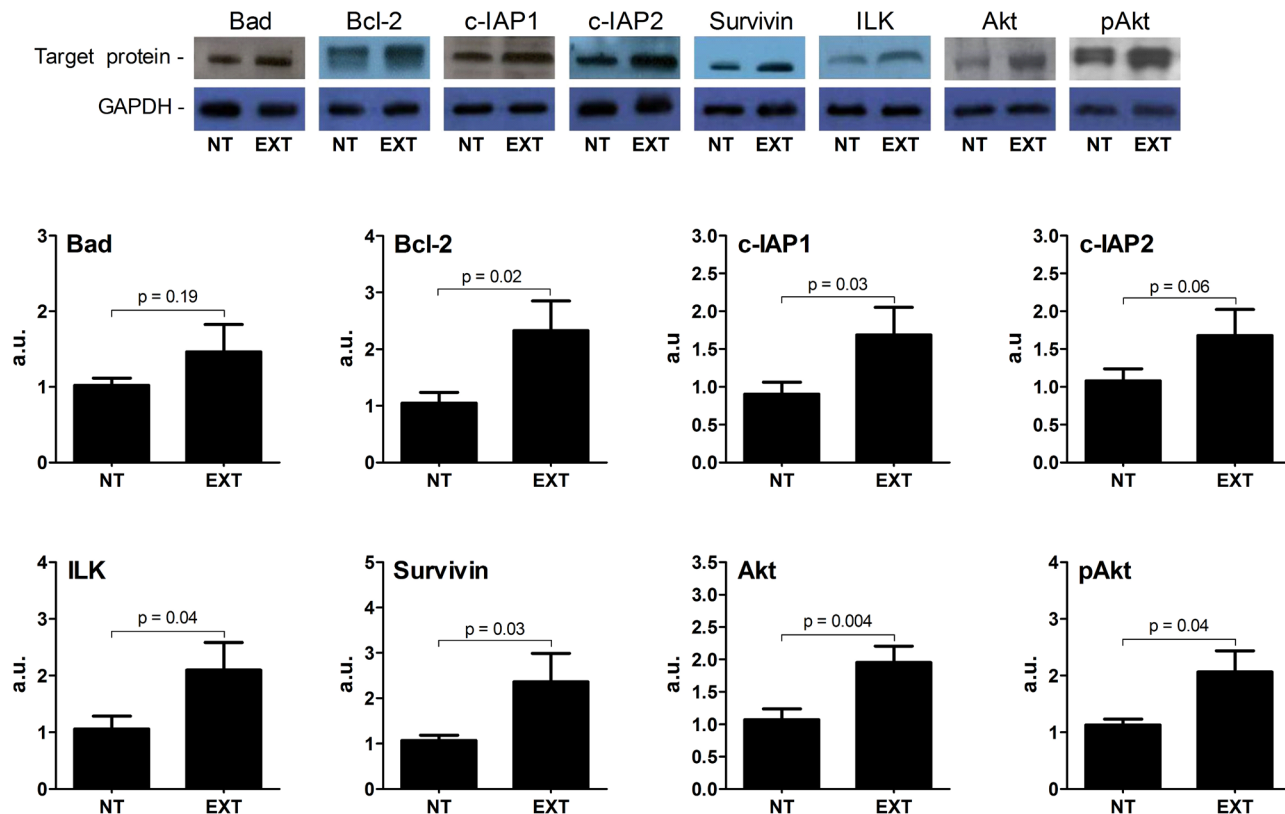 Bad Bcl-2 c-IAP1 c-IAP2 Survivin ILK Akt pAkt
Target protein -
GAPDH -
NT EXT NT EXT NT EXT NT EXT NT EXT NT EXT NT EXT NT EXT
Bad
p = 0.19
a.u.
3
2
1
0
NT EXT
Bcl-2
p = 0.02
a.u.
4
3
2
1
0
NT EXT
c-IAP1
p = 0.03
a.u
3.0
2.5
2.0
1.5
1.0
0.5
0.0
NT EXT
c-IAP2
p = 0.06
a.u
3.0
2.5
2.0
1.5
1.0
0.5
0.0
NT EXT
ILK
p = 0.04
a.u.
4
3
2
1
0
NT EXT
Survivin
p = 0.03
a.u.
5
4
3
2
1
0
NT EXT
Akt
p = 0.004
a.u.
3.5
3.0
2.5
2.0
1.5
1.0
0.5
0.0
NT EXT
pAkt
p = 0.04
a.u.
4
3
2
1
0
NT EXT